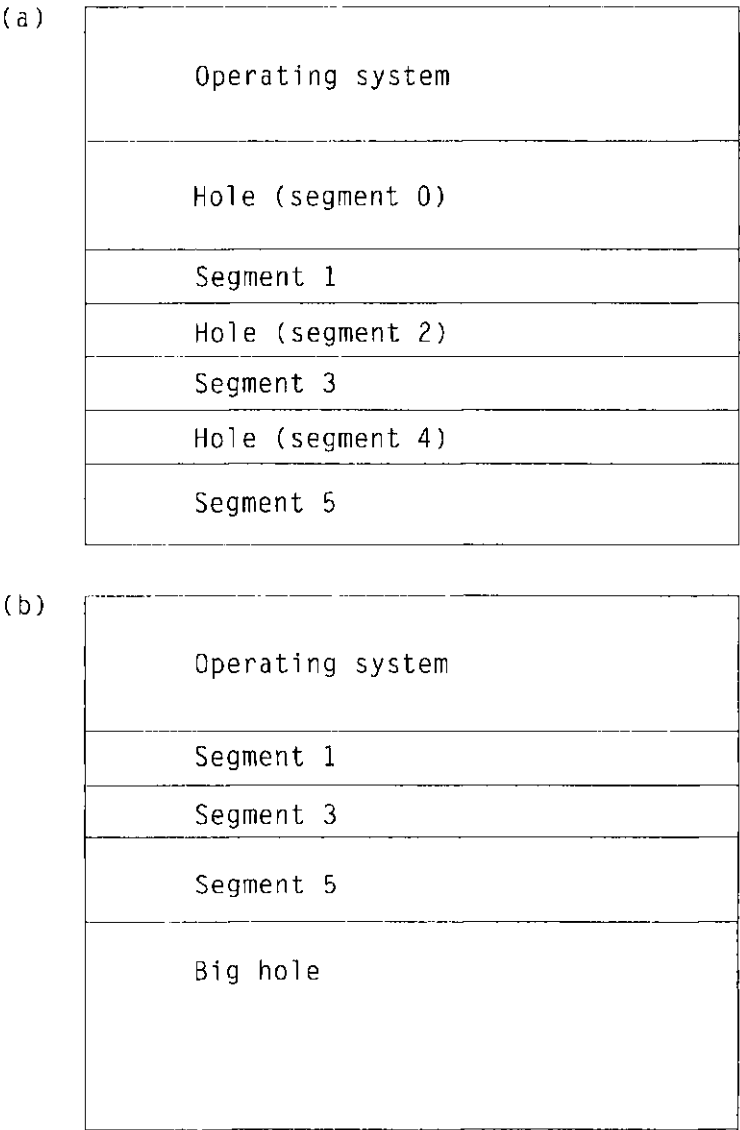 (a)
Operating system
Hole (segment 0)
Segment 1
Hole (segment 2)
Segment 3
Hole (segment 4)
Segment 5
(b)
Operating system
Segment 1
Segment 3
Segment 5
Big hole